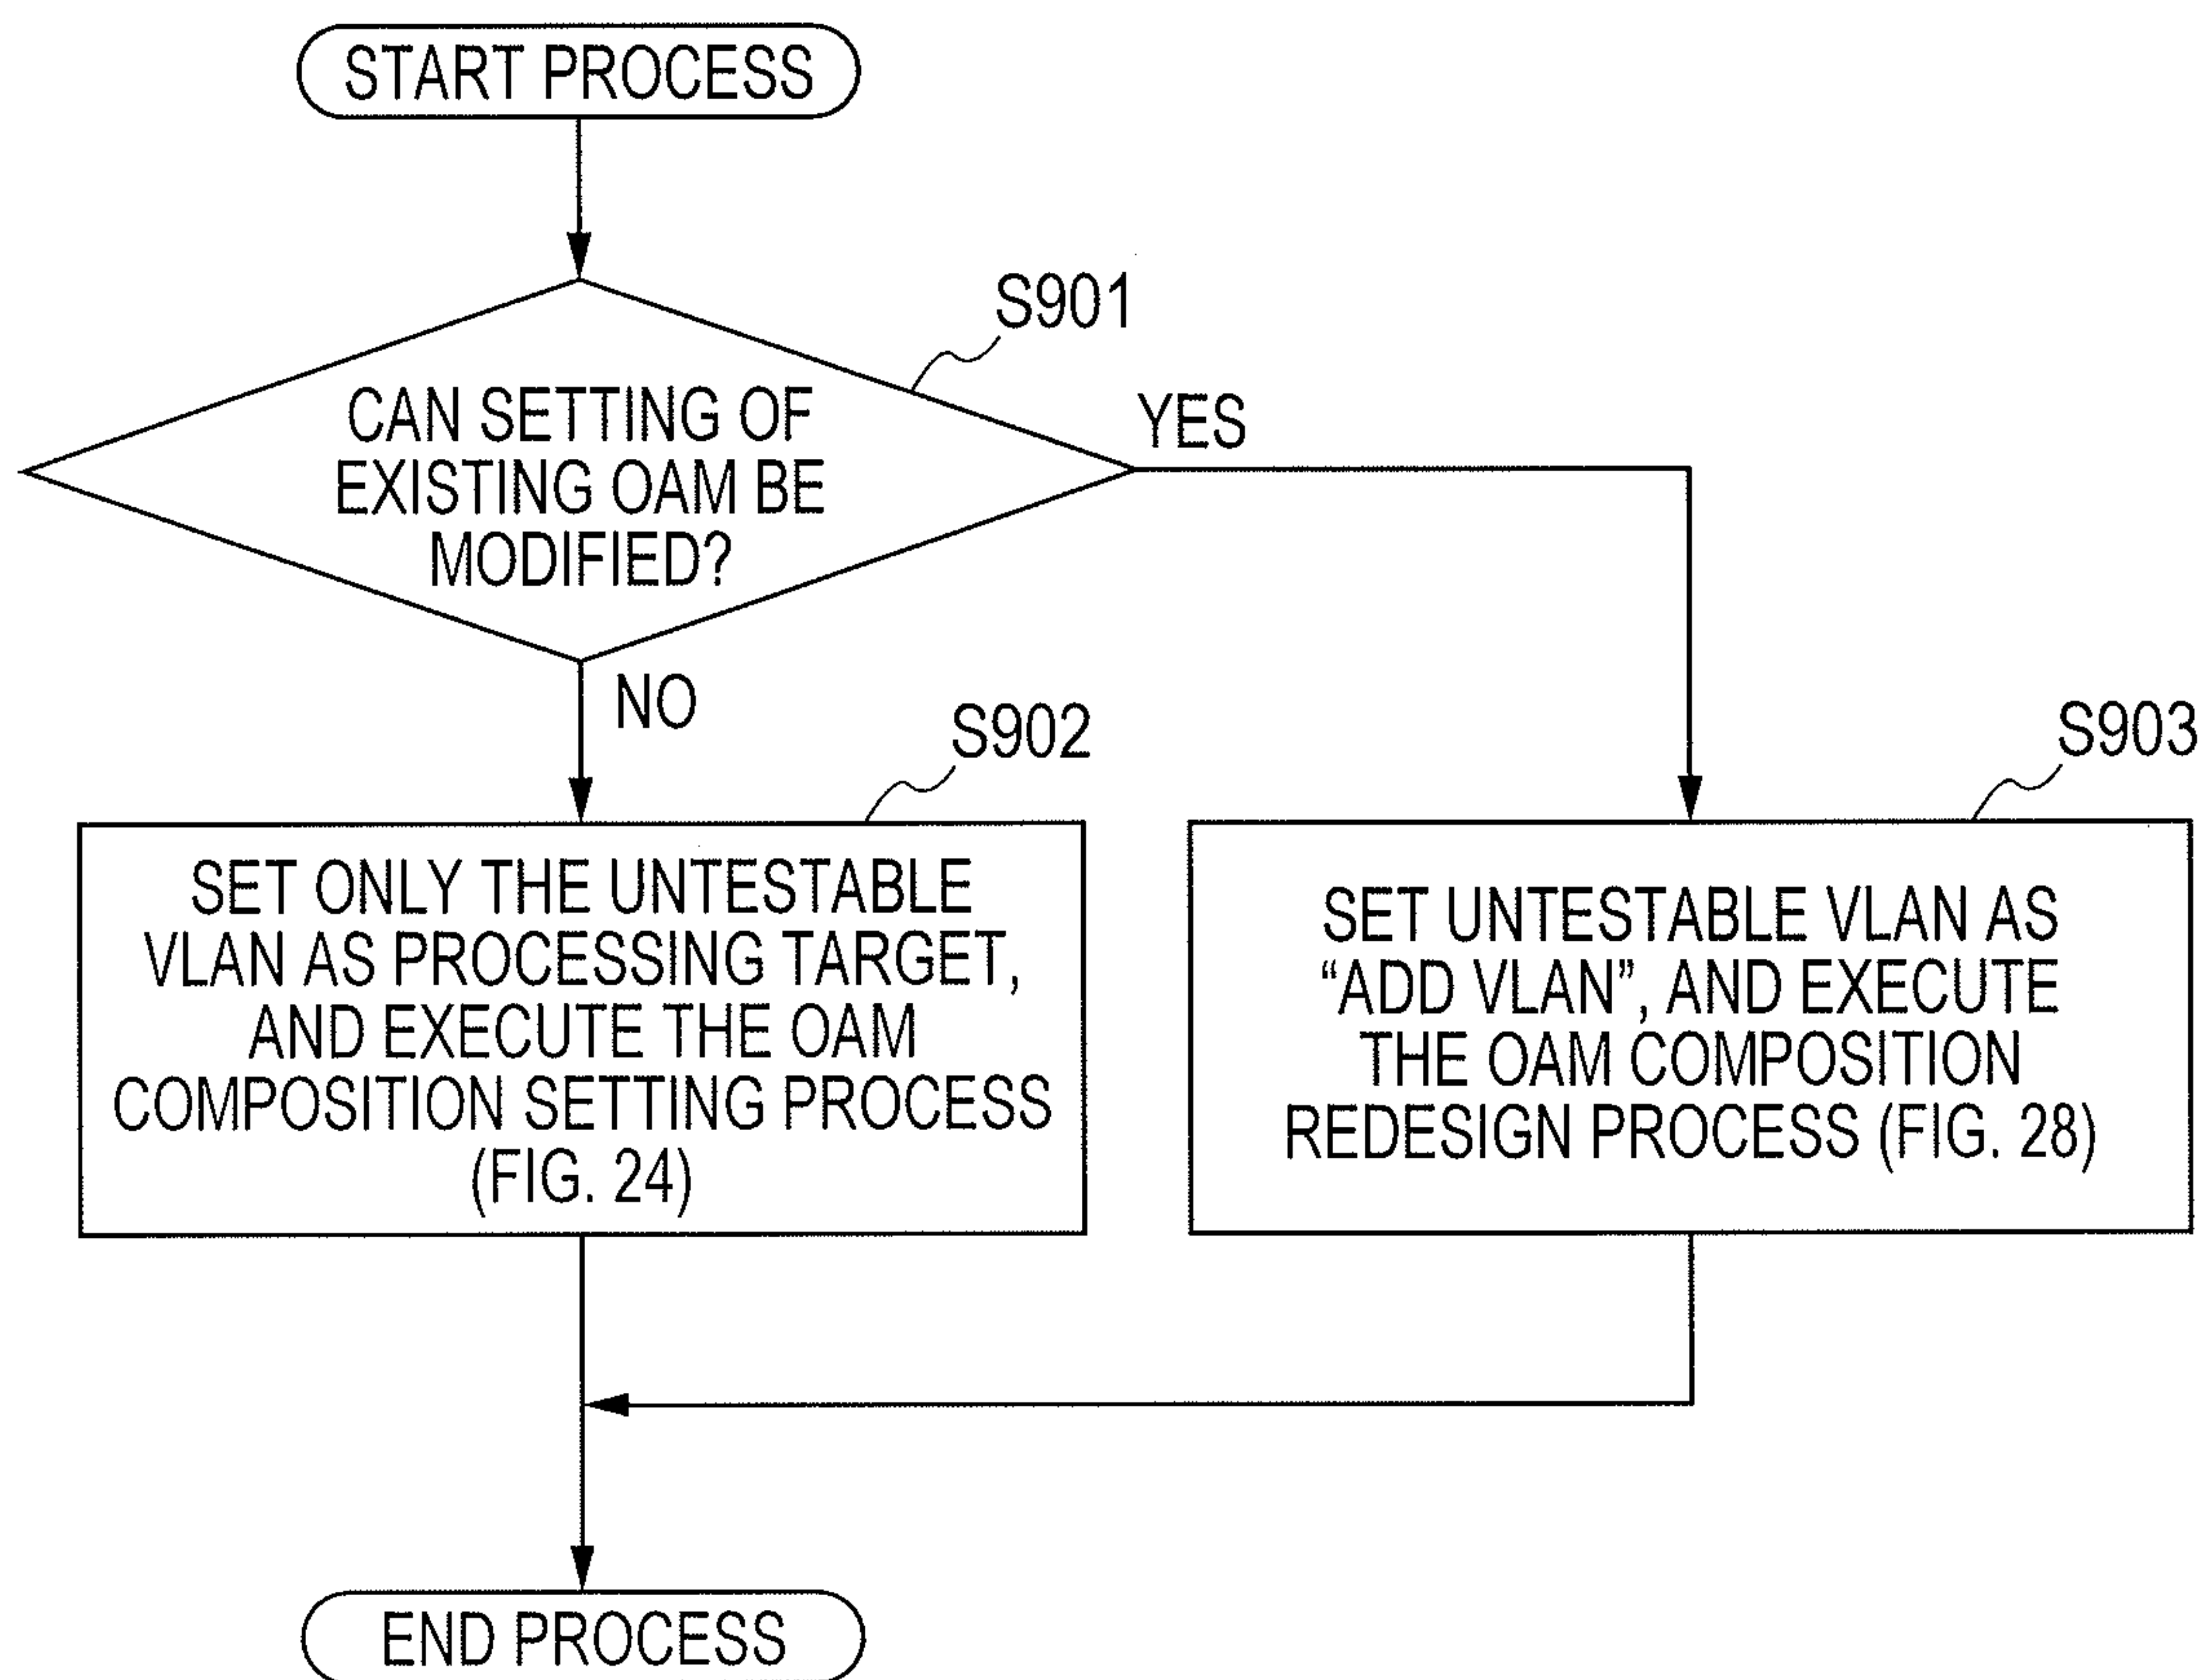 START PROCESS
S901
CAN SETTING OF
EXISTING OAM BE
MODIFIED?
YES
NO
S902
SET ONLY THE UNTESTABLE
VLAN AS PROCESSING TARGET,
AND EXECUTE THE OAM
COMPOSITION SETTING PROCESS
(FIG. 24)
S903
SET UNTESTABLE VLAN AS
“ADD VLAN”, AND EXECUTE
THE OAM COMPOSITION
REDESIGN PROCESS (FIG. 28)
END PROCESS